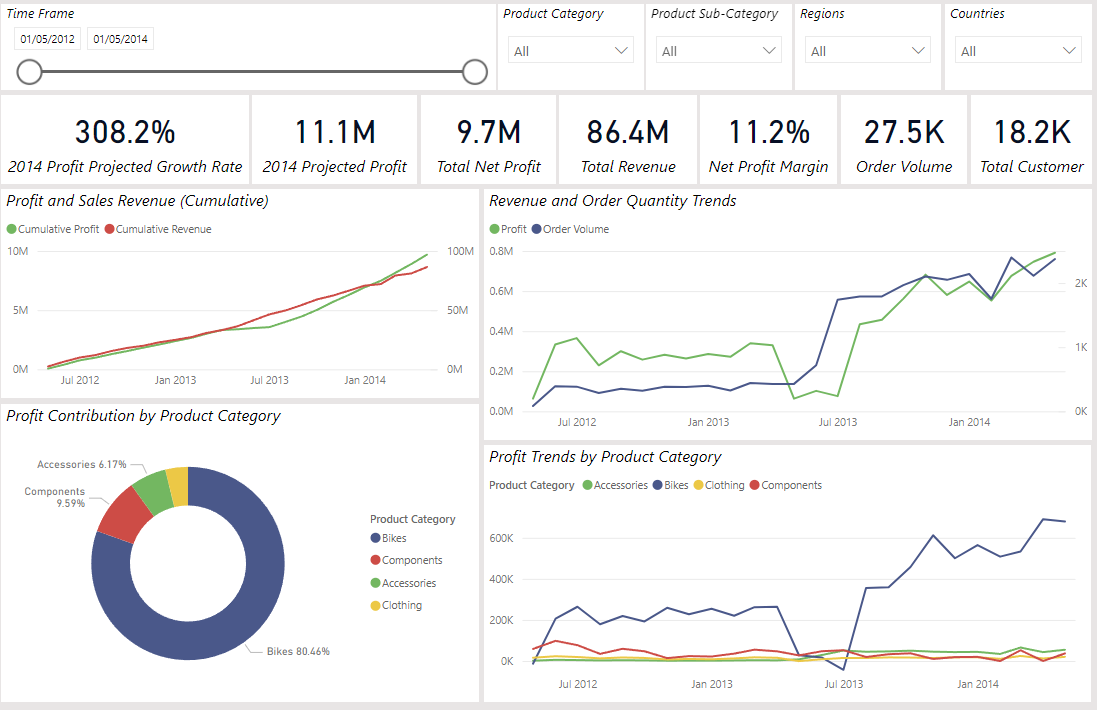 Time Frame
01/05/2012 01/05/2014
Product Category
All
Product Sub-Category
All
Regions
All
Countries
All
308.2%
2014 Profit Projected Growth Rate
11.1M
2014 Projected Profit
9.7M
Total Net Profit
86.4M
Total Revenue
11.2%
Net Profit Margin
27.5K
Order Volume
18.2K
Total Customer
Profit and Sales Revenue (Cumulative)
Cumulative Profit Cumulative Revenue
10M 100M
5M 50M
0M 0M
Jul 2012 Jan 2013 Jul 2013 Jan 2014
Revenue and Order Quantity Trends
Profit Order Volume
0.8M
2K
0.6M
0.4M
1K
0.2M
0.0M 0K
Jul 2012 Jan 2013 Jul 2013 Jan 2014
Profit Contribution by Product Category
Accessories 6.17%
Components
9.59%
Bikes 80.46%
Product Category
Bikes
Components
Accessories
Clothing
Profit Trends by Product Category
Product Category Accessories Bikes Clothing Components
600K
400K
200K
0K
Jul 2012 Jan 2013 Jul 2013 Jan 2014